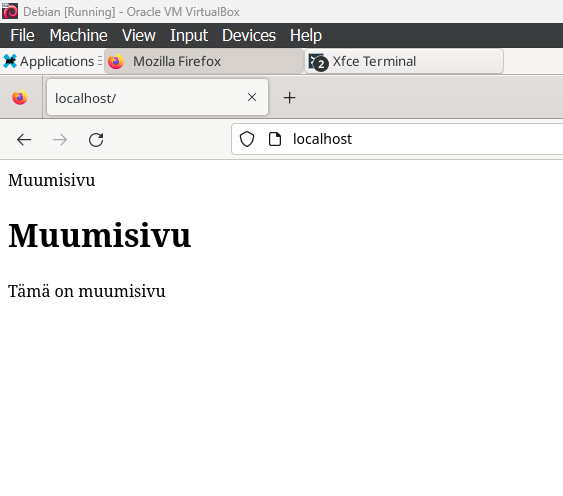 Debian [Running] - Oracle VM VirtualBox
File Machine View Input Devices Help
Applications Mozilla Firefox 2 Xfce Terminal
localhost/
localhost
Muumisivu
Muumisivu
Tämä on muumisivu